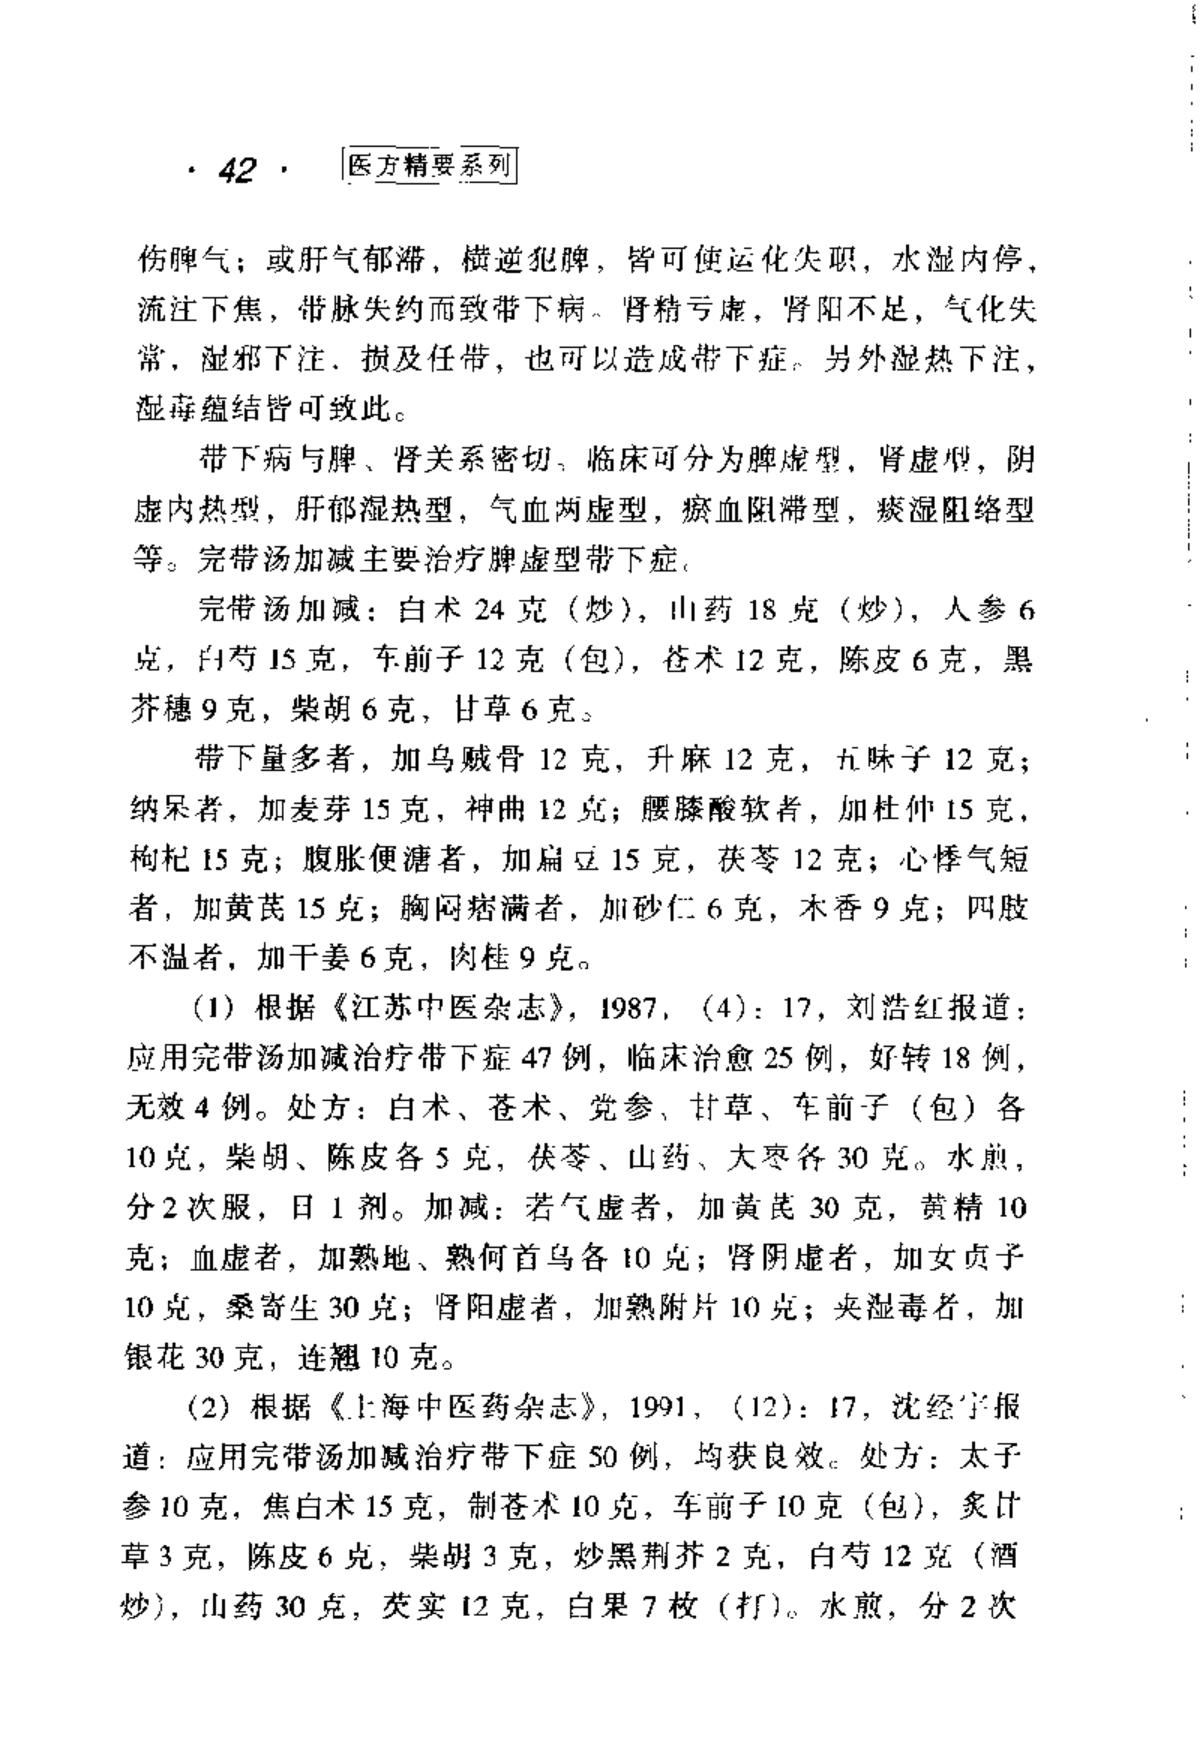 · 42 · 医方精要系列
伤脾气；或肝气郁滞，横逆犯脾，皆可使运化失职，水湿内停，
流注下焦，带脉失约而致带下病。肾精亏虚，肾阳不足，气化失
常，湿邪下注，损及任带，也可以造成带下症。另外湿热下注，
湿毒蕴结皆可致此。
带下病与脾、肾关系密切。临床可分为脾虚型，肾虚型，阴
虚内热型，肝郁湿热型，气血两虚型，瘀血阻滞型，痰湿阻络型
等。完带汤加减主要治疗脾虚型带下症。
完带汤加减：白术 24 克（炒），山药 18 克（炒），人参 6
克，白芍 15 克，车前子 12 克（包），苍术 12 克，陈皮 6 克，黑
芥穗 9 克，柴胡 6 克，甘草 6 克。
带下量多者，加乌贼骨 12 克，升麻 12 克，五味子 12 克；
纳呆者，加麦芽 15 克，神曲 12 克；腰膝酸软者，加杜仲 15 克，
枸杞 15 克；腹胀便溏者，加扁豆 15 克，茯苓 12 克；心悸气短
者，加黄芪 15 克；胸闷痞满者，加砂仁 6 克，木香 9 克；四肢
不温者，加干姜 6 克，肉桂 9 克。
（1）根据《江苏中医杂志》，1987，（4）：17，刘浩红报道：
应用完带汤加减治疗带下症 47 例，临床治愈 25 例，好转 18 例，
无效 4 例。处方：白术、苍术、党参、甘草、车前子（包）各
10 克，柴胡、陈皮各 5 克，茯苓、山药、大枣各 30 克。水煎，
分 2 次服，日 1 剂。加减：若气虚者，加黄芪 30 克，黄精 10
克；血虚者，加熟地、熟何首乌各 10 克；肾阴虚者，加女贞子
10 克，桑寄生 30 克；肾阳虚者，加熟附片 10 克；夹湿毒者，加
银花 30 克，连翘 10 克。
（2）根据《上海中医药杂志》，1991，（12）：17，沈经宇报
道：应用完带汤加减治疗带下症 50 例，均获良效。处方：太子
参 10 克，焦白术 15 克，制苍术 10 克，车前子 10 克（包），炙甘
草 3 克，陈皮 6 克，柴胡 3 克，炒黑荆芥 2 克，白芍 12 克（酒
炒），山药 30 克，芡实 12 克，白果 7 枚（打）。水煎，分 2 次